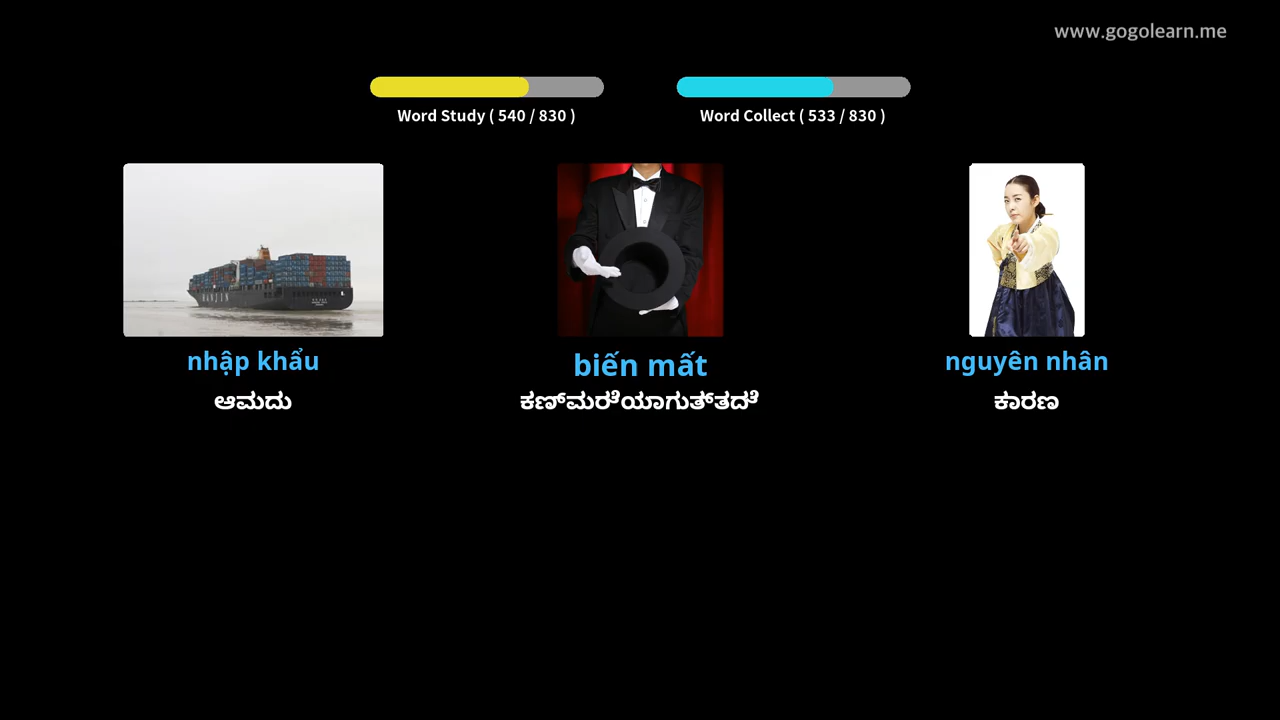 www.gogolearn.me
Word Study ( 540 / 830 )
Word Collect ( 533 / 830 )
nhập khẩu
biến mất
nguyên nhân
ಆಮದು
ಕಣ್ಮರೆಯಾಗುತ್ತದೆ
ಕಾರಣ